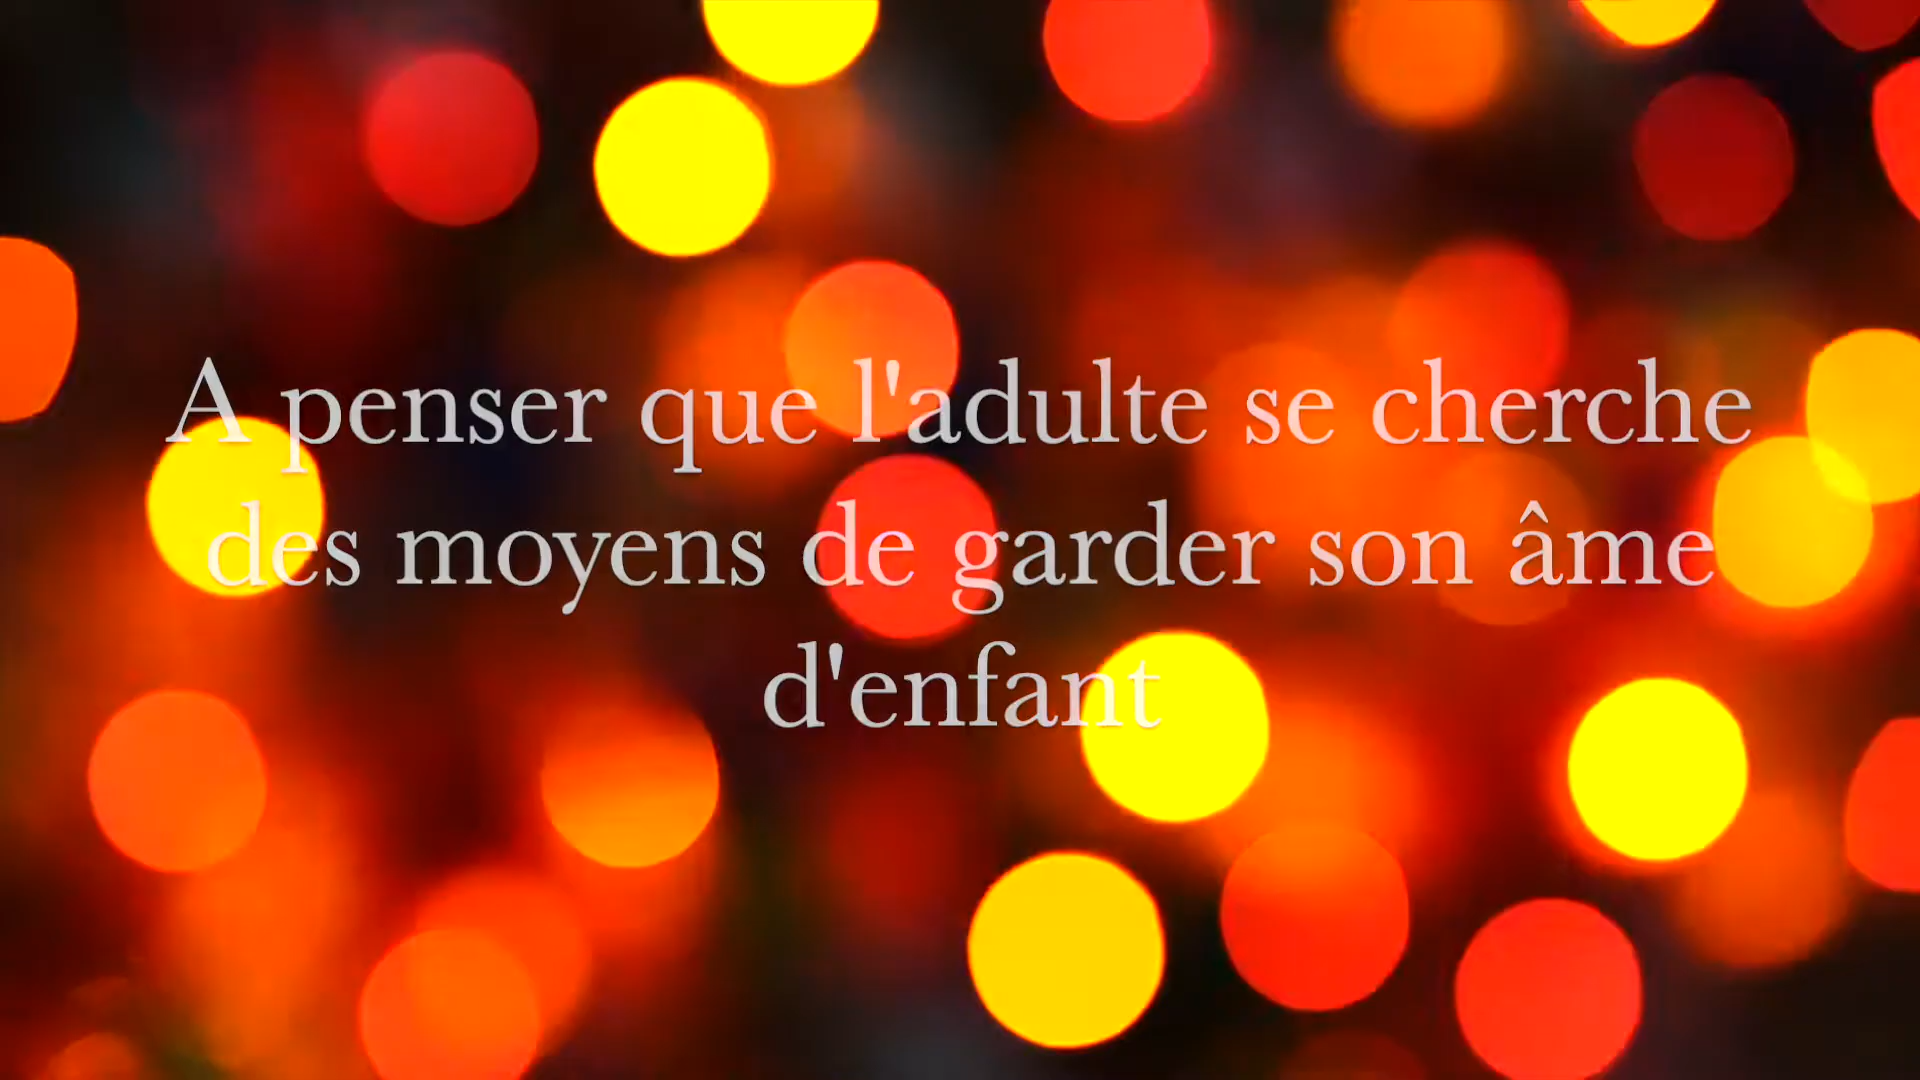 A penser que l'adulte se cherche
des moyens de garder son âme
d'enfant